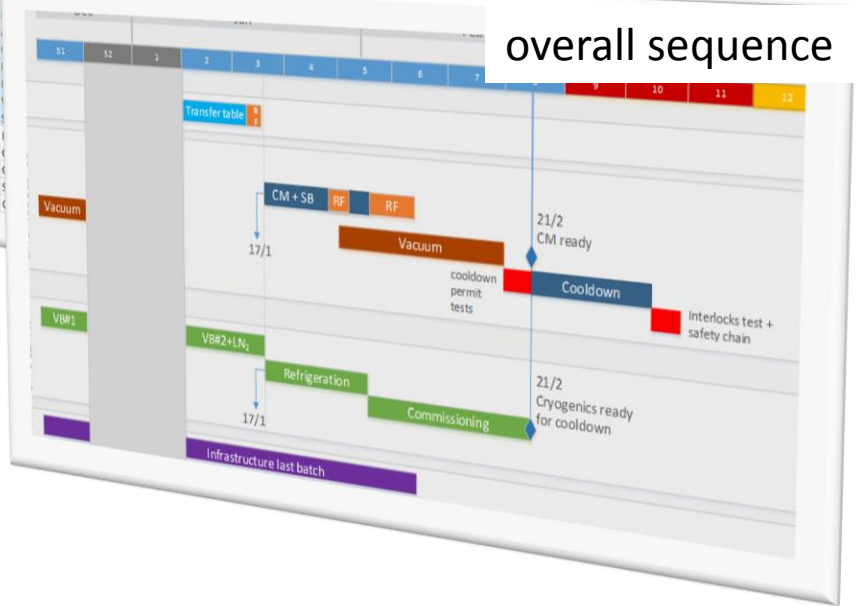 overall sequence
51 52 1 2 3 4 5 6 7 8 9 10 11 12
Transfer table RF
CM + SB RF RF
Vacuum
Vacuum
17/1
21/2
CM ready
cooldown
permit
tests
Cooldown
Interlocks test +
safety chain
VB#1
VB#2+LN₂
Refrigeration
Commissioning
17/1
21/2
Cryogenics ready
for cooldown
Infrastructure last batch